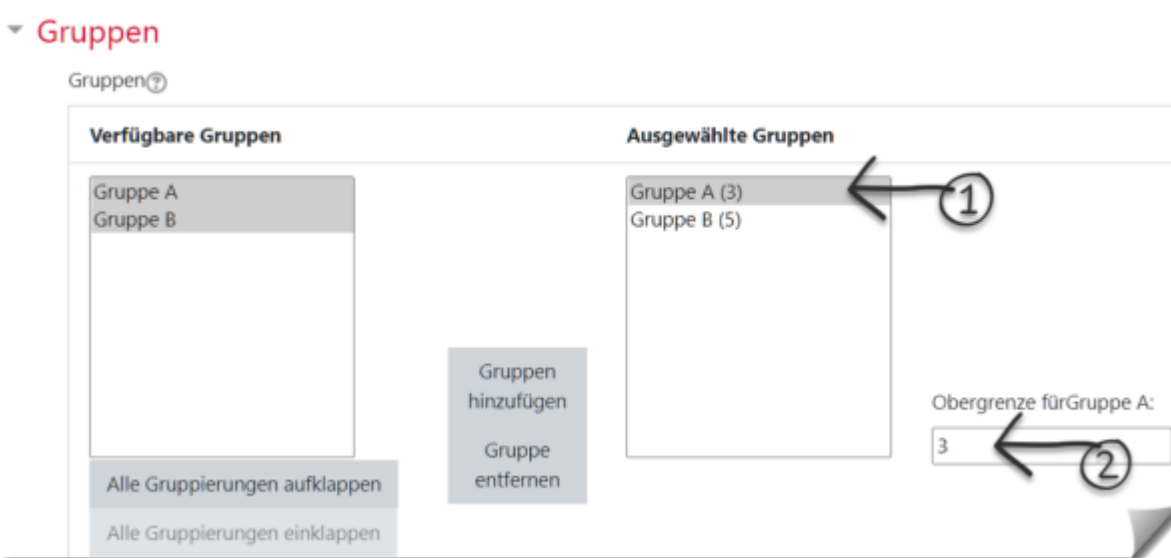 Gruppen
Gruppen?
Verfügbare Gruppen
Ausgewählte Gruppen
Gruppe A
Gruppe B
Gruppe A (3)
Gruppe B (5)
1
Gruppen
hinzufügen
Gruppe
entfernen
Obergrenze fürGruppe A:
3
2
Alle Gruppierungen aufklappen
Alle Gruppierungen einklappen